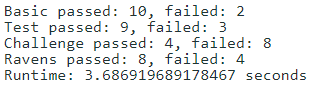 Basic passed: 10, failed: 2
Test passed: 9, failed: 3
Challenge passed: 4, failed: 8
Ravens passed: 8, failed: 4
Runtime: 3.686919689178467 seconds